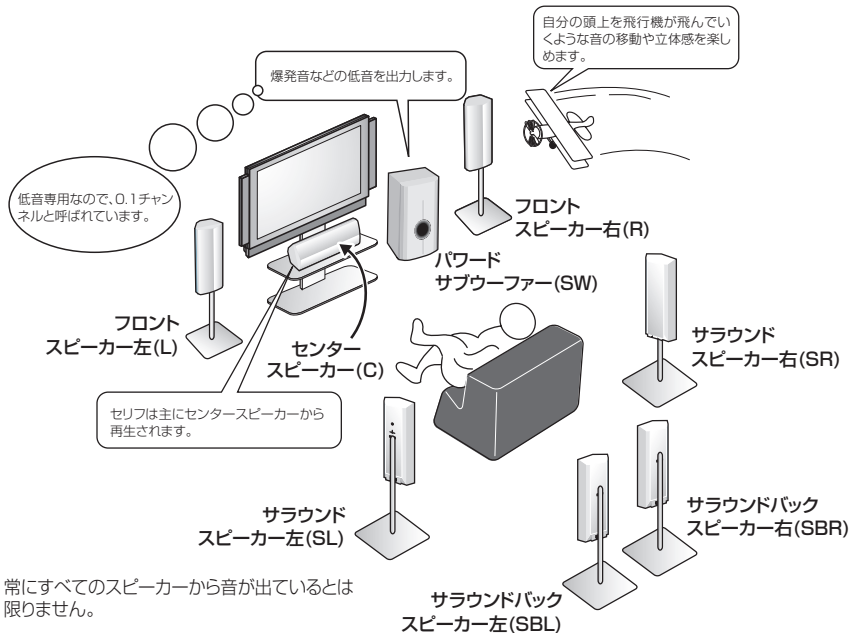 自分の頭上を飛行機が飛んでい
くような音の移動や立体感を楽し
めます。
爆発音などの低音を出力します。
低音専用なので、0.1チャン
ネルと呼ばれています。
フロント
スピーカー右(R)
パワード
サブウーファー(SW)
フロント
スピーカー左(L)
センター
スピーカー(C)
サラウンド
スピーカー右(SR)
セリフは主にセンタースピーカーから
再生されます。
サラウンド
スピーカー左(SL)
サラウンドバック
スピーカー右(SBR)
常にすべてのスピーカーから音が出ているとは
限りません。
サラウンドバック
スピーカー左(SBL)